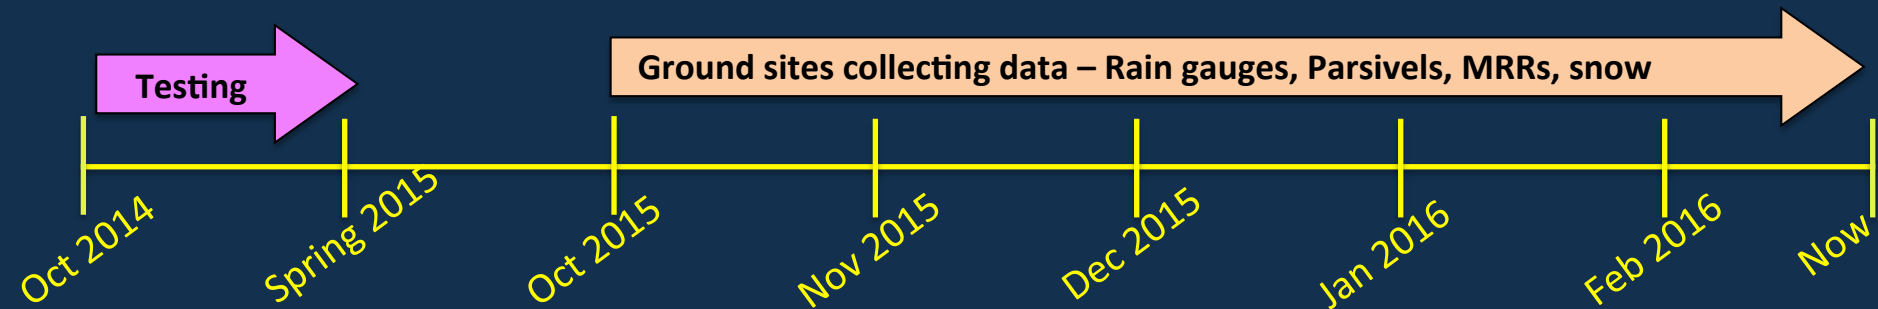 Testing
Ground sites collecting data – Rain gauges, Parsivels, MRRs, snow
Oct 2014
Spring 2015
Oct 2015
Nov 2015
Dec 2015
Jan 2016
Feb 2016
Now